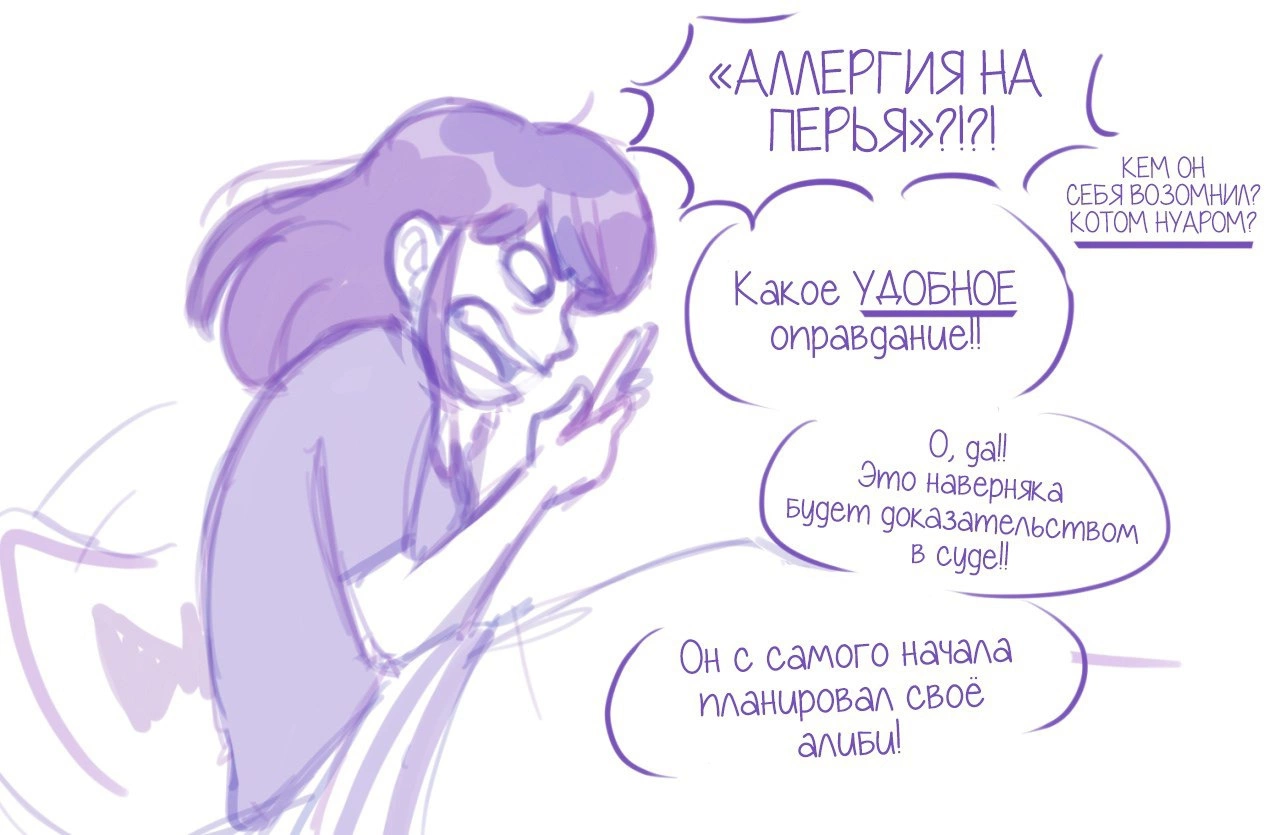 «АЛЛЕРГИЯ НА
ПЕРЬЯ»?!?!
КЕМ ОН
СЕБЯ ВОЗОМНИЛ?
КОТОМ НУАРОМ?
Какое УДОБНОЕ
оправдание!!
О, да!!
Это наверняка
будет доказательством
в суде!!
Он с самого начала
планировал своё
алиби!